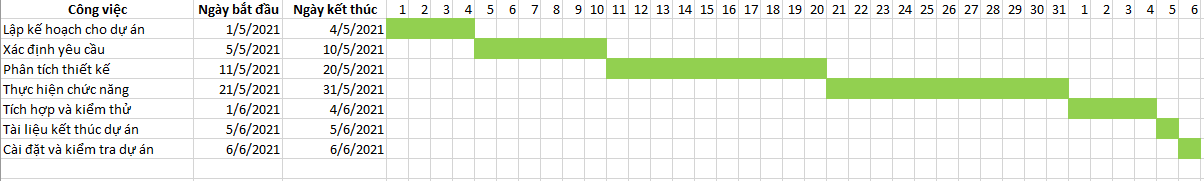 Công việc Ngày bắt đầu Ngày kết thúc 1 2 3 4 5 6 7 8 9 10 11 12 13 14 15 16 17 18 19 20 21 22 23 24 25 26 27 28 29 30 31 1 2 3 4 5 6
Lập kế hoạch cho dự án 1/5/2021 4/5/2021
Xác định yêu cầu 5/5/2021 10/5/2021
Phân tích thiết kế 11/5/2021 20/5/2021
Thực hiện chức năng 21/5/2021 31/5/2021
Tích hợp và kiểm thử 1/6/2021 4/6/2021
Tài liệu kết thúc dự án 5/6/2021 5/6/2021
Cài đặt và kiểm tra dự án 6/6/2021 6/6/2021